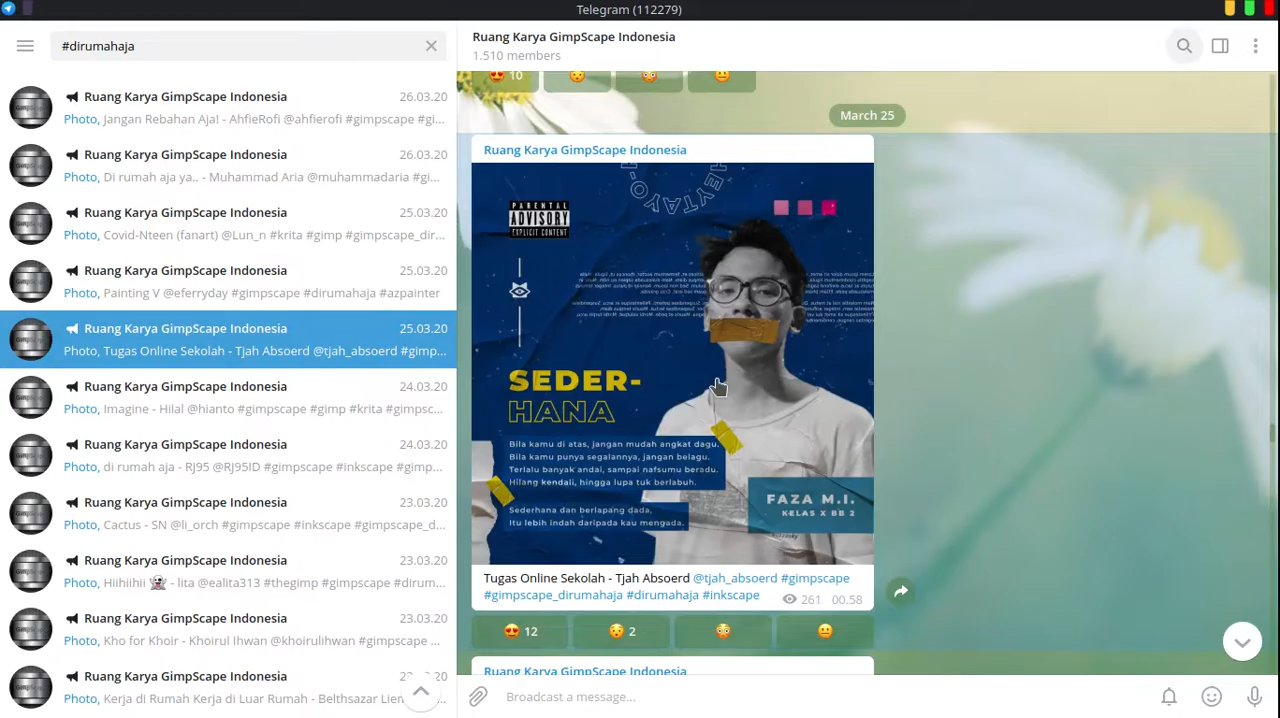 Telegram (112279)
#dirumahaja
Ruang Karya GimpScape Indonesia 26.03.20
Photo, Jangan Rebahan Aja! - AhfieRofi @ahfierofi #gimpscape #gi...
Ruang Karya GimpScape Indonesia 26.03.20
Photo, Di rumah aja ya... Muhammad Aria @muhammadaria #gi...
Ruang Karya GimpScape Indonesia 25.03.20
Photo, Covid-Nteen (fanart) @Lun_n #krita #gimp #gimpscape_dir...
Ruang Karya GimpScape Indonesia 25.03.20
@eferryday #gimpscape #dirumahaja #azpainter
Ruang Karya GimpScape Indonesia 25.03.20
Sekolah - Tjah Absoerd @tjah_absoerd #gimp...
Ruang Karya GimpScape Indonesia 24.03.20
Photo, Imagine - Hilal @hianto #gimpscape #gimp #krita #gimpsc...
Ruang Karya GimpScape Indonesia 24.03.20
Photo, di rumah aja - RJ95 @RJ95ID #gimpscape #inkscape #gimp...
Ruang Karya GimpScape Indonesia 23.03.20
SN @li_orch #gimpscape #inkscape #gimpscape_d...
Ruang Karya GimpScape Indonesia 23.03.20
Photo, Hiihiihii - lita @ealita313 #thegimp #gimpscape #dirum...
Ruang Karya GimpScape Indonesia 23.03.20
Photo, Khoir Khoir - Khoirul Ihwan @khoirulihwan #gimpscape ...
Ruang Karya GimpScape Indonesia
Photo, Kerja di Rumah Kerja di Luar Rumah - Belthsazar Lien
Ruang Karya GimpScape Indonesia
1.510 members
10
March 25
Ruang Karya GimpScape Indonesia
PARENTAL
ADVISORY
EXPLICIT CONTENT
SEDER-
HANA
Bila kamu di atas, jangan mudah angkat dagu.
Bila kamu punya segalannya, jangan belagu.
Terlalu banyak andai, sampai nafsumu beradu.
Hilang kendali, hingga lupa tuk berlabuh.
Sederhana dan berlapang dada,
Itu lebih indah daripada kau mengada.
FAZA M.I.
KELAS X BB 2
Tugas Online Sekolah - Tjah Absoerd @tjah_absoerd #gimpscape
#gimpscape_dirumahaja #dirumahaja #inkscape 261 00.58
12 2
Ruang Karya GimpScape Indonesia
Broadcast a message...